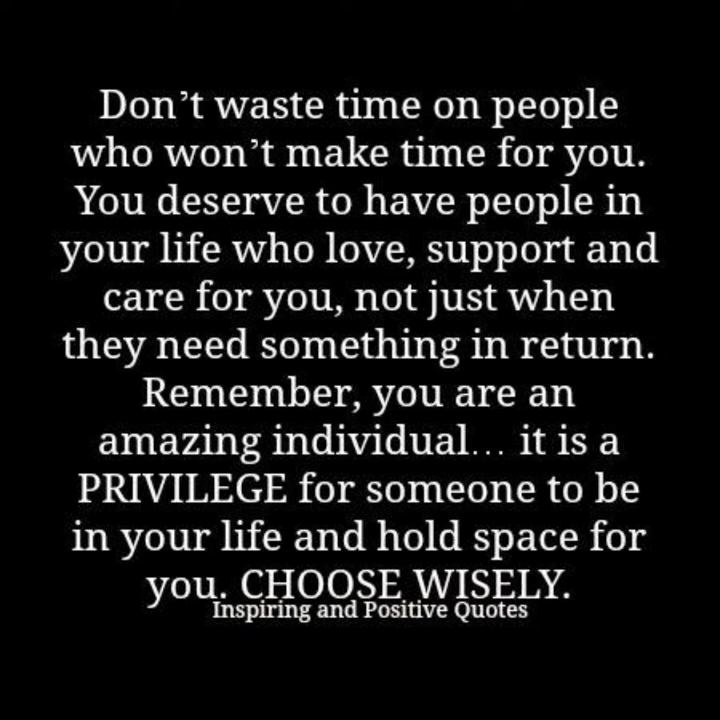 Don’t waste time on people
who won’t make time for you.
You deserve to have people in
your life who love, support and
care for you, not just when
they need something in return.
Remember, you are an
amazing individual... it is a
PRIVILEGE for someone to be
in your life and hold space for
you. CHOOSE WISELY.
Inspiring and Positive Quotes